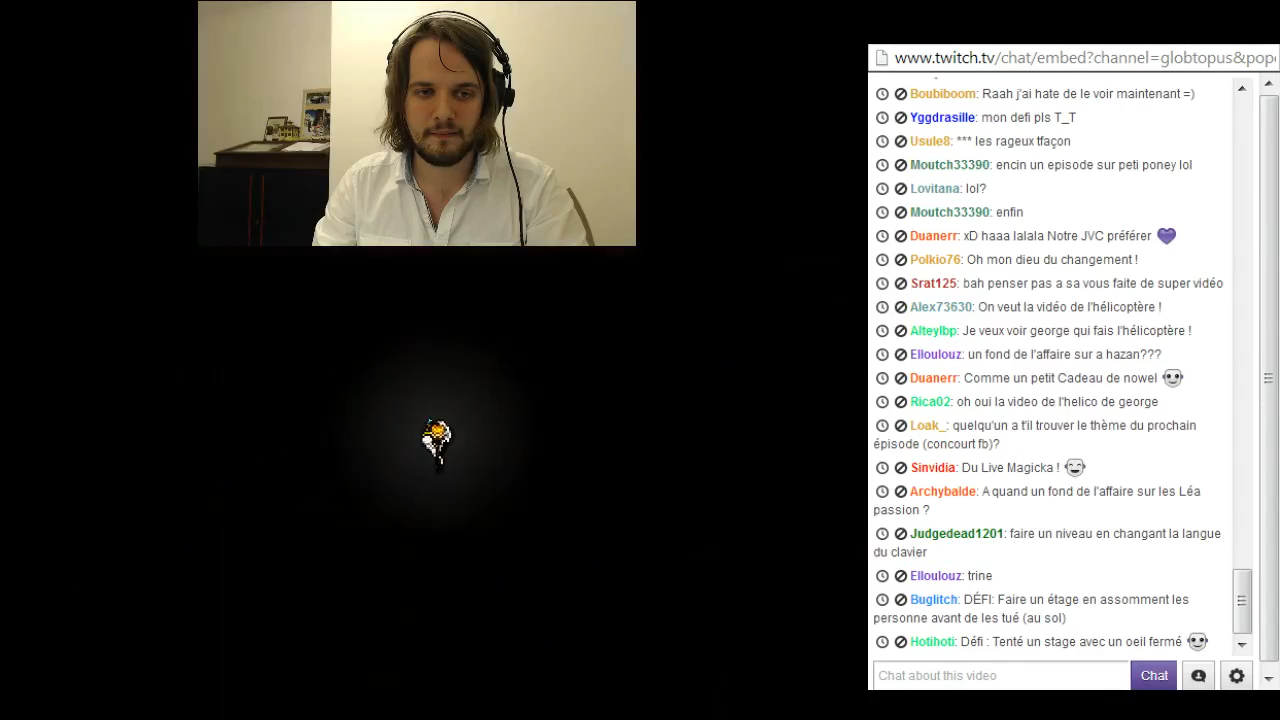 www.twitch.tv/chat/embed?channel=globtopus&pop
Boubiboom: Raah j'ai hate de le voir maintenant =)
Yggdrasille: mon defi pls T_T
Usule8: *** les rageux tfaçon
Moutch33390: encin un episode sur peti poney lol
Lovitana: lol?
Moutch33390: enfin
Duanerr: xD haaa lalala Notre JVC préférer
Polkio76: Oh mon dieu du changement !
Srat125: bah penser pas a sa vous faite de super vidéo
Alex73630: On veut la vidéo de l'hélicoptère !
Alteylbp: Je veux voir george qui fais l'hélicoptère !
Elloulouz: un fond de l'affaire sur a hazan???
Duanerr: Comme un petit Cadeau de nowel
Rica02: oh oui la video de l'helico de george
Loak_: quelqu'un a t'il trouver le thème du prochain
épisode (concourt fb)?
Sinvidia: Du Live Magicka !
Archybalde: A quand un fond de l'affaire sur les Léa
passion ?
Judgedead1201: faire un niveau en changant la langue
du clavier
Elloulouz: trine
Buglitch: DÉFI: Faire un étage en assomment les
personne avant de les tué (au sol)
Hotihoti: Défi : Tenté un stage avec un oeil fermé
Chat about this video
Chat